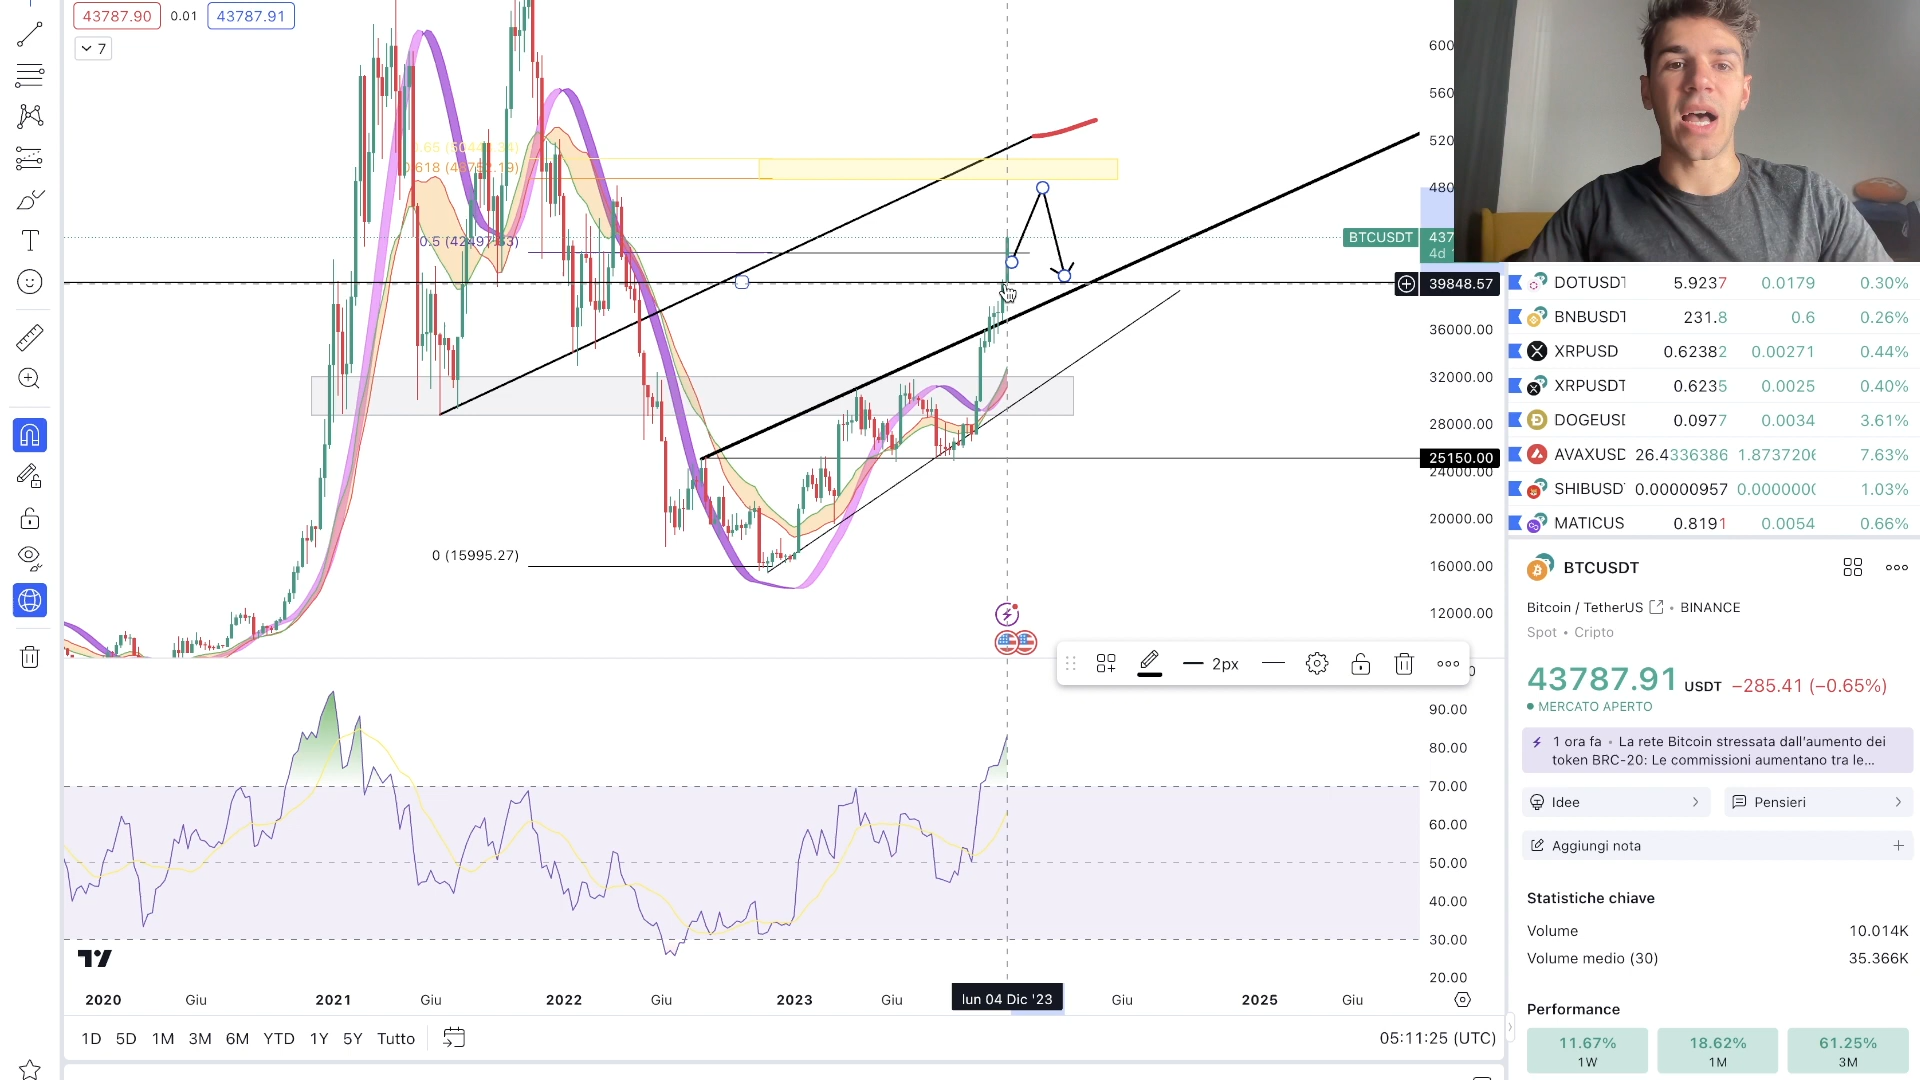 43787.90 0.01 43787.91
7
600
560
520
480
0.618 (48752.19)
0.5 (42497.63)
BTCUSDT 437
4d
39848.57
36000.00
32000.00
28000.00
25150.00
24000.00
20000.00
0 (15995.27)
16000.00
12000.00
2px
90.00
80.00
70.00
60.00
50.00
40.00
30.00
20.00
2020 Giu 2021 Giu 2022 Giu 2023 Giu lun 04 Dic '23 Giu 2025 Giu
1D 5D 1M 3M 6M YTD 1Y 5Y Tutto 05:11:25 (UTC)
DOTUSDT 5.9237 0.0179 0.30%
BNBUSDT 231.8 0.6 0.26%
XRPUSD 0.62382 0.00271 0.44%
XRPUSDT 0.6235 0.0025 0.40%
DOGEUSD 0.0977 0.0034 3.61%
AVAXUSD 26.4336386 1.8737206 7.63%
SHIBUSD 0.00000957 0.0000000 1.03%
MATICUS 0.8191 0.0054 0.66%
BTCUSDT
Bitcoin / TetherUS • BINANCE
Spot • Cripto
43787.91 USDT −285.41 (−0.65%)
MERCATO APERTO
1 ora fa • La rete Bitcoin stressata dall'aumento dei
token BRC-20: Le commissioni aumentano tra le...
Idee
Pensieri
Aggiungi nota
Statistiche chiave
Volume 10.014K
Volume medio (30) 35.366K
Performance
11.67% 18.62% 61.25%
1W 1M 3M